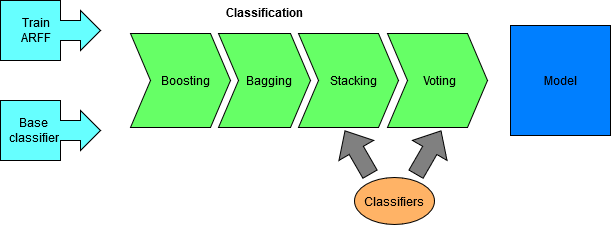 Classification
Train
ARFF
Boosting
Bagging
Stacking
Voting
Model
Base
classifier
Classifiers